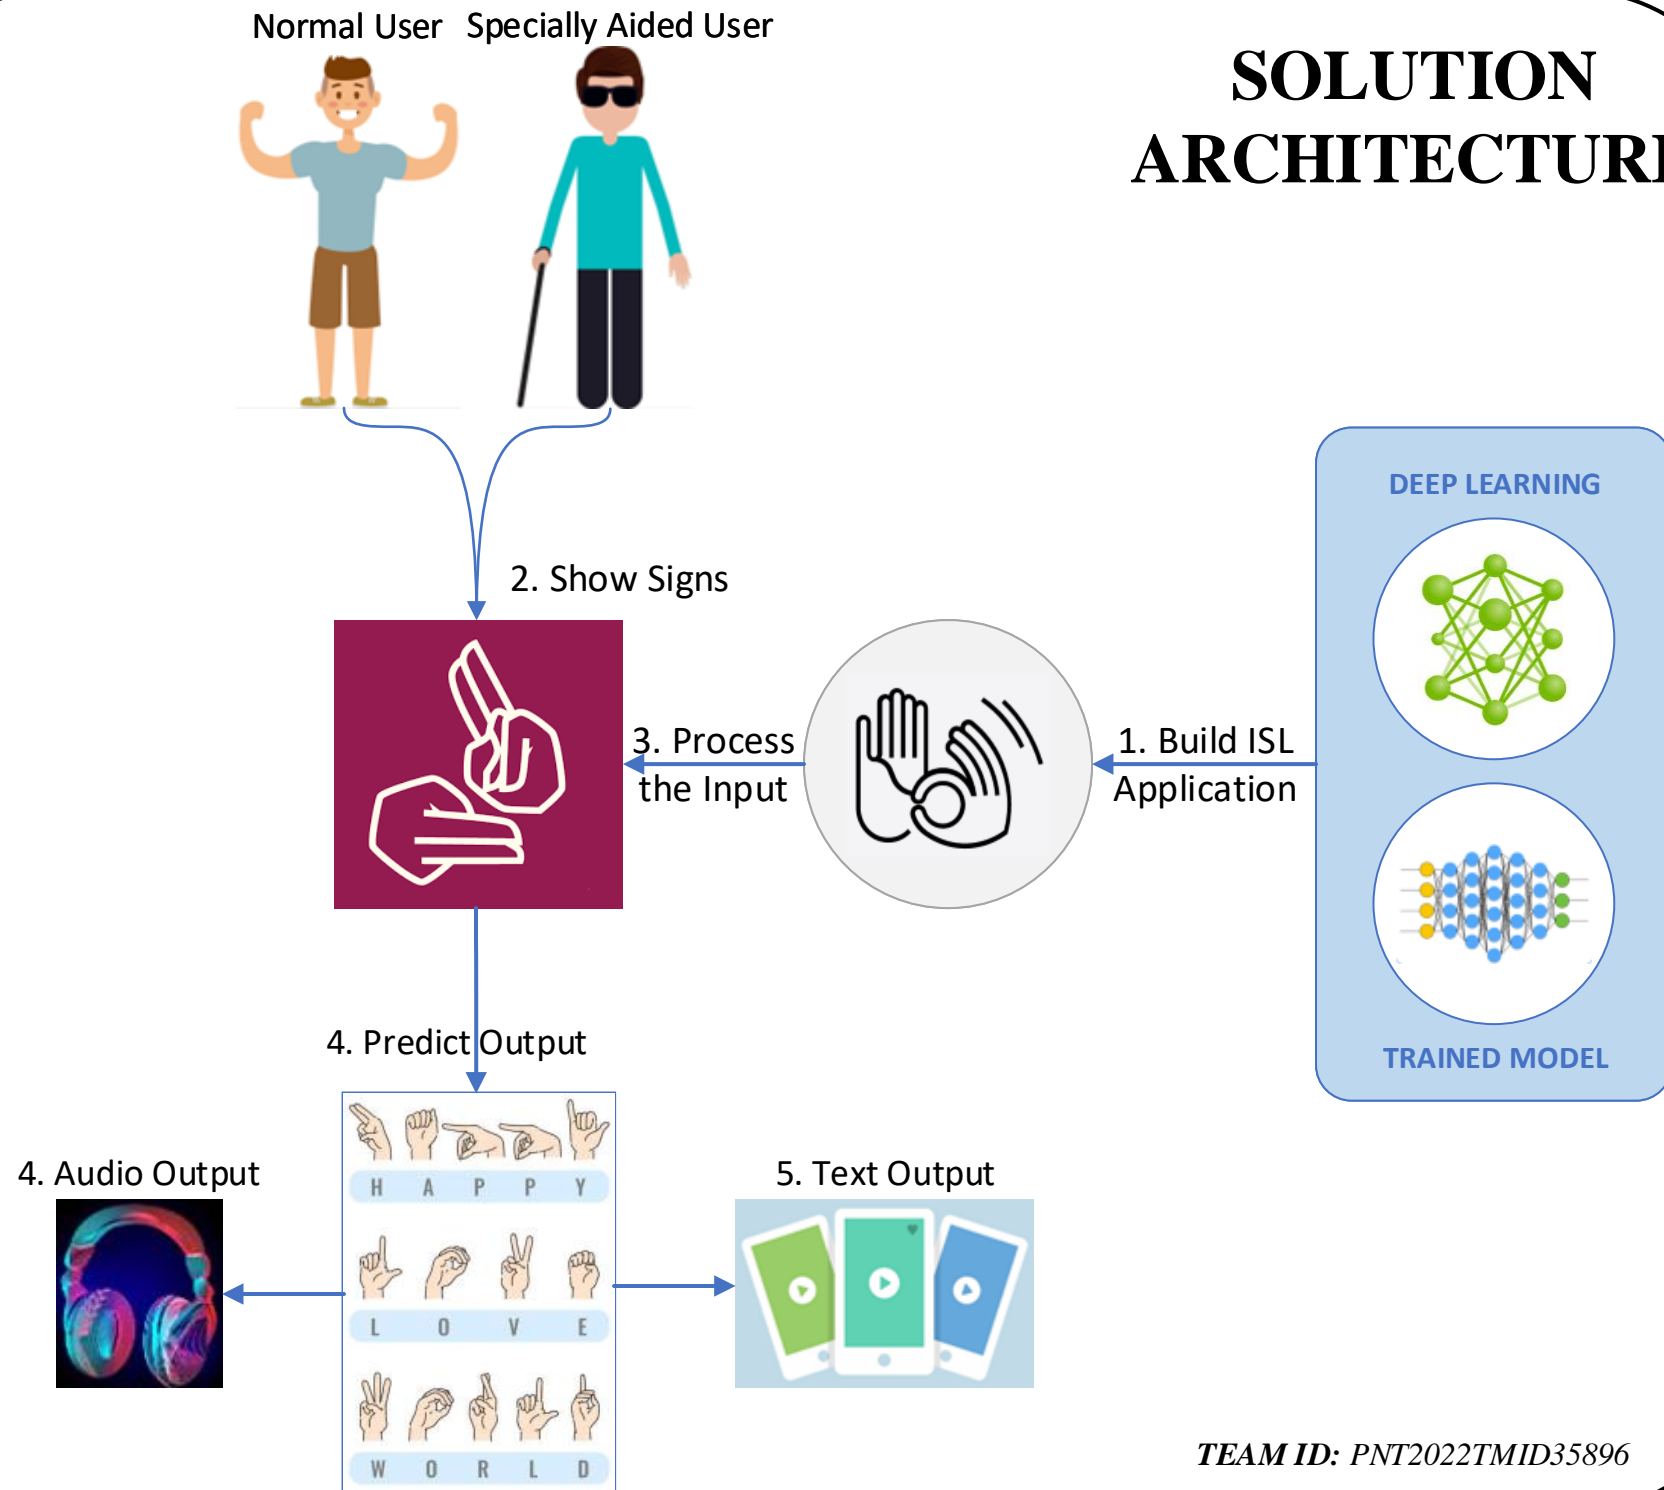 Normal User
Specially Aided User
SOLUTION
ARCHITECTURE
DEEP LEARNING
2. Show Signs
3. Process
the Input
1. Build ISL
Application
TRAINED MODEL
4. Predict Output
H A P P Y
4. Audio Output
5. Text Output
L O V E
W O R L D
TEAM ID: PNT2022TMID35896